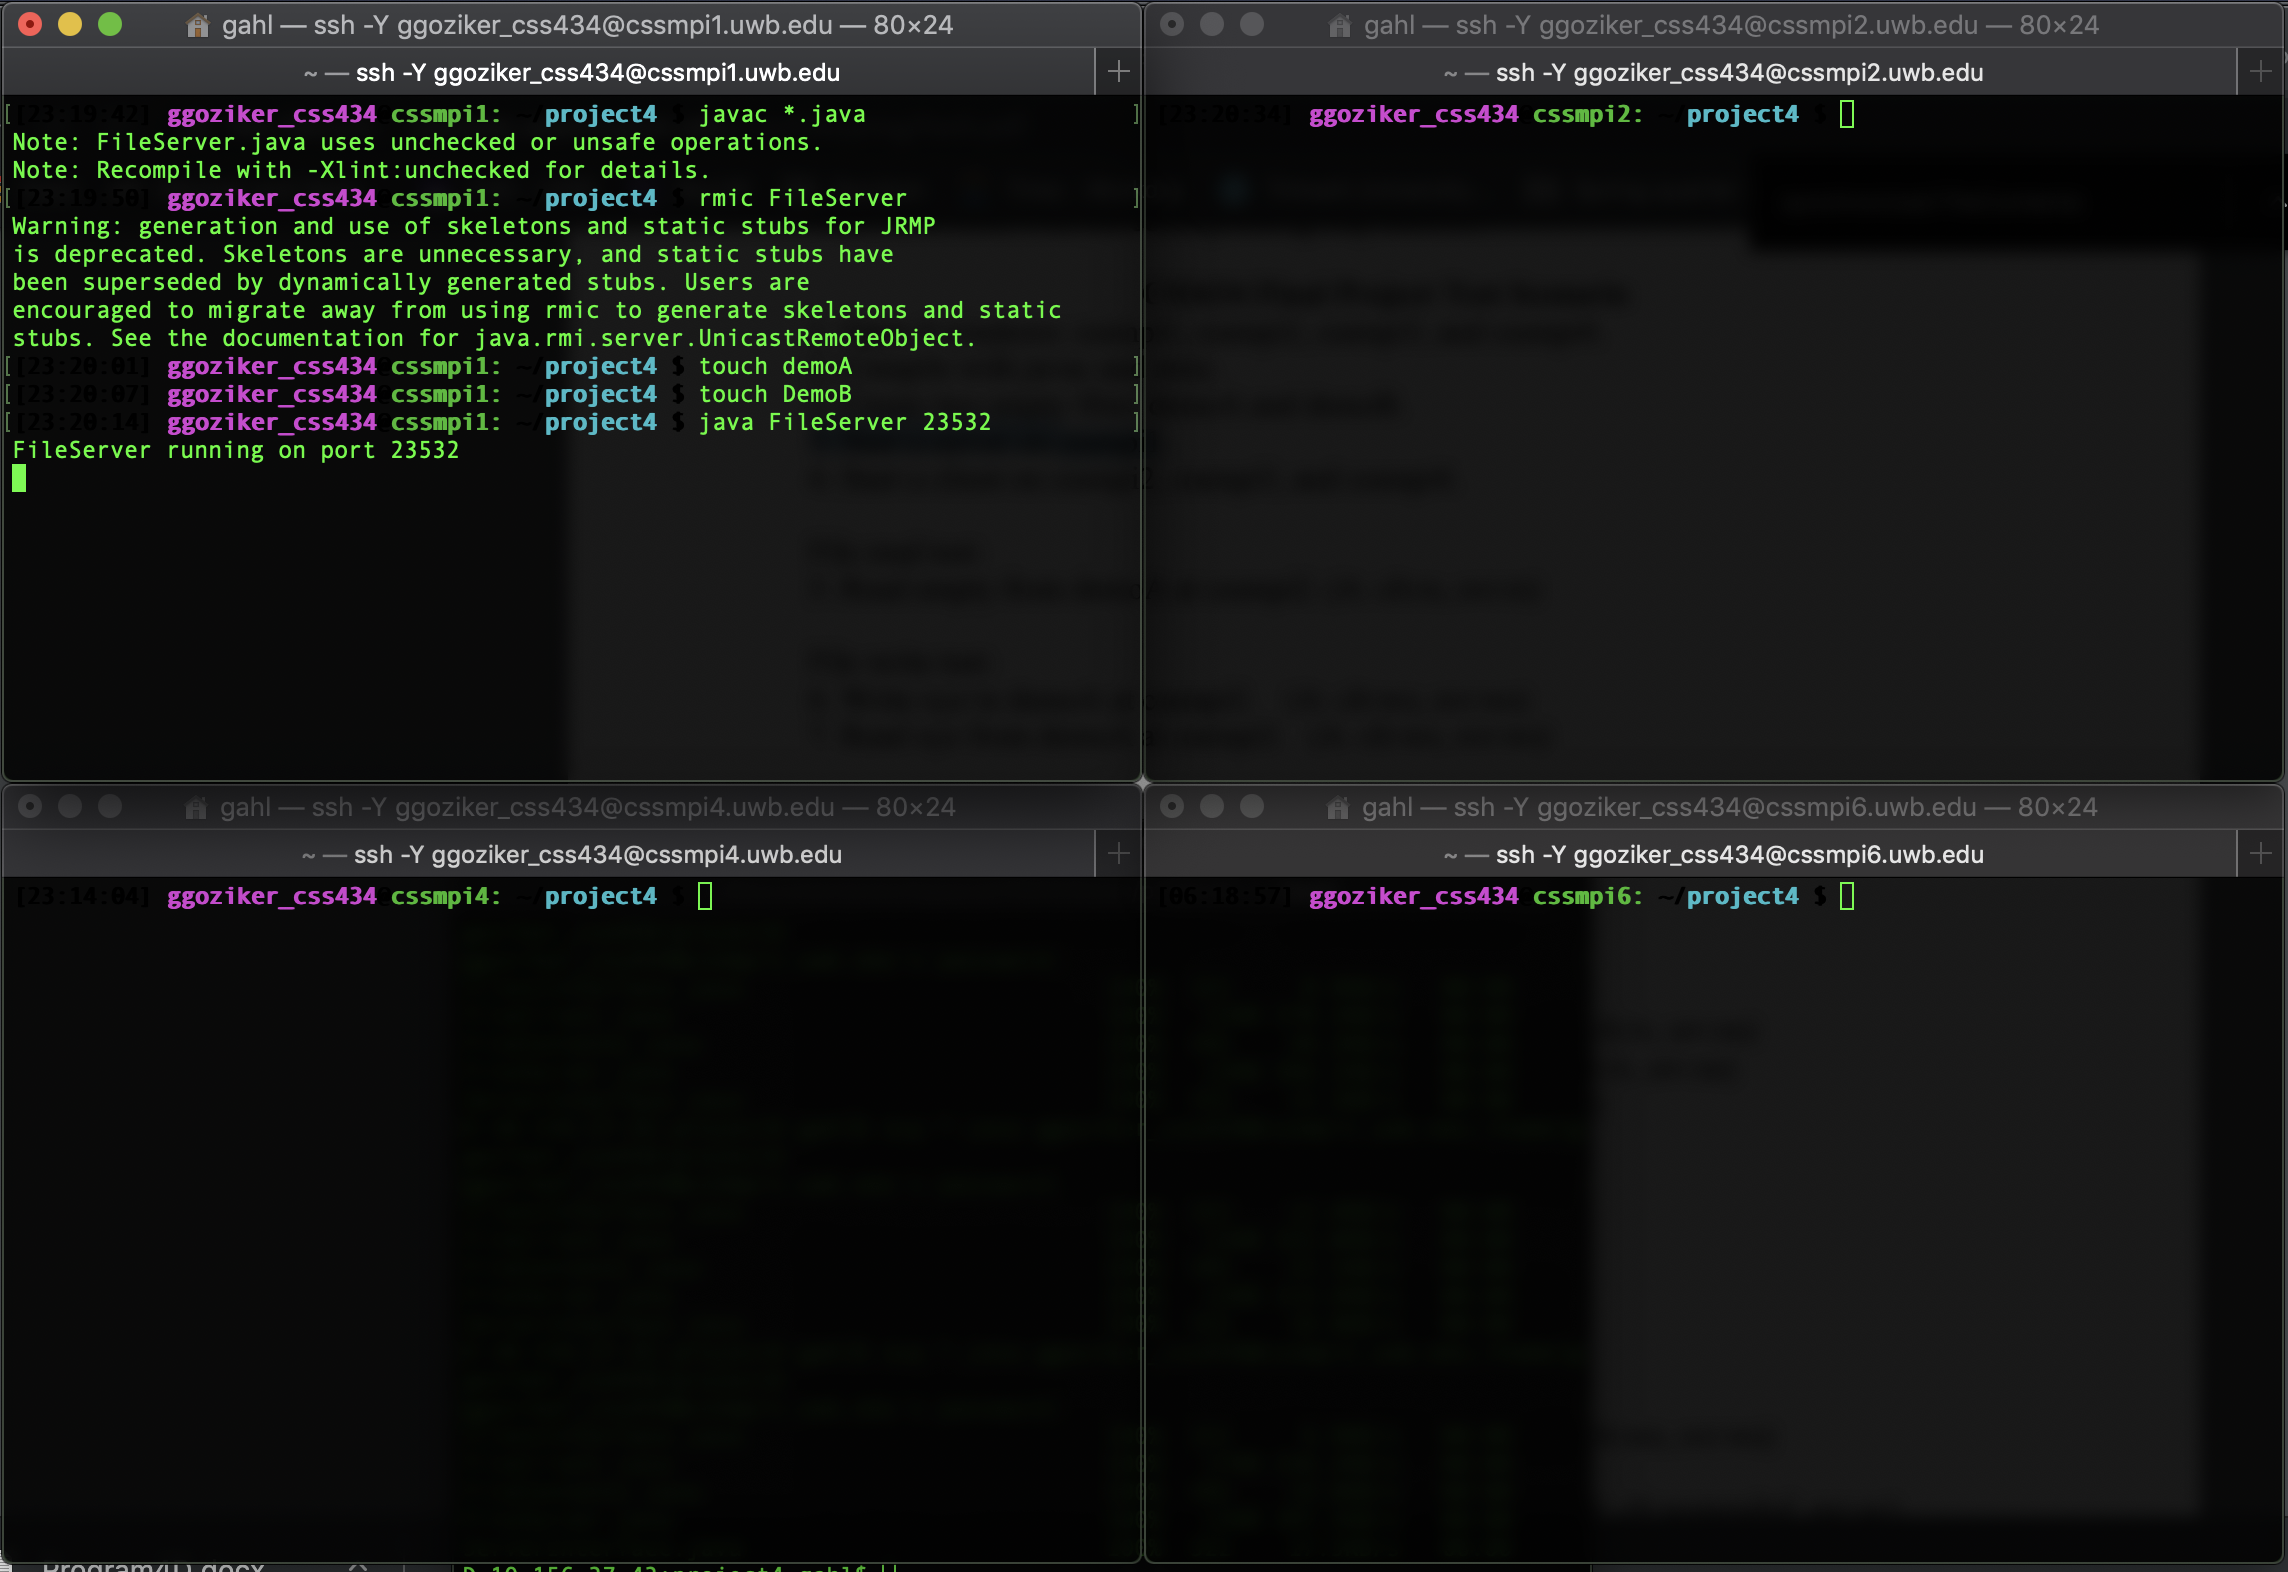 gahl — ssh -Y ggoziker_css434@cssmpi1.uwb.edu — 80×24
~ — ssh -Y ggoziker_css434@cssmpi1.uwb.edu
[23:19:42] ggoziker_css434 cssmpi1: ~/project4 $ javac *.java
Note: FileServer.java uses unchecked or unsafe operations.
Note: Recompile with -Xlint:unchecked for details.
[23:19:50] ggoziker_css434 cssmpi1: ~/project4 $ rmic FileServer
Warning: generation and use of skeletons and static stubs for JRMP
is deprecated. Skeletons are unnecessary, and static stubs have
been superseded by dynamically generated stubs. Users are
encouraged to migrate away from using rmic to generate skeletons and static
stubs. See the documentation for java.rmi.server.UnicastRemoteObject.
[23:20:01] ggoziker_css434 cssmpi1: ~/project4 $ touch demoA
[23:20:07] ggoziker_css434 cssmpi1: ~/project4 $ touch DemoB
[23:20:14] ggoziker_css434 cssmpi1: ~/project4 $ java FileServer 23532
FileServer running on port 23532
gahl — ssh -Y ggoziker_css434@cssmpi2.uwb.edu — 80×24
~ — ssh -Y ggoziker_css434@cssmpi2.uwb.edu
[23:20:34] ggoziker_css434 cssmpi2: ~/project4 $
gahl — ssh -Y ggoziker_css434@cssmpi4.uwb.edu — 80×24
~ — ssh -Y ggoziker_css434@cssmpi4.uwb.edu
[23:14:04] ggoziker_css434 cssmpi4: ~/project4 $
gahl — ssh -Y ggoziker_css434@cssmpi6.uwb.edu — 80×24
~ — ssh -Y ggoziker_css434@cssmpi6.uwb.edu
[06:18:57] ggoziker_css434 cssmpi6: ~/project4 $